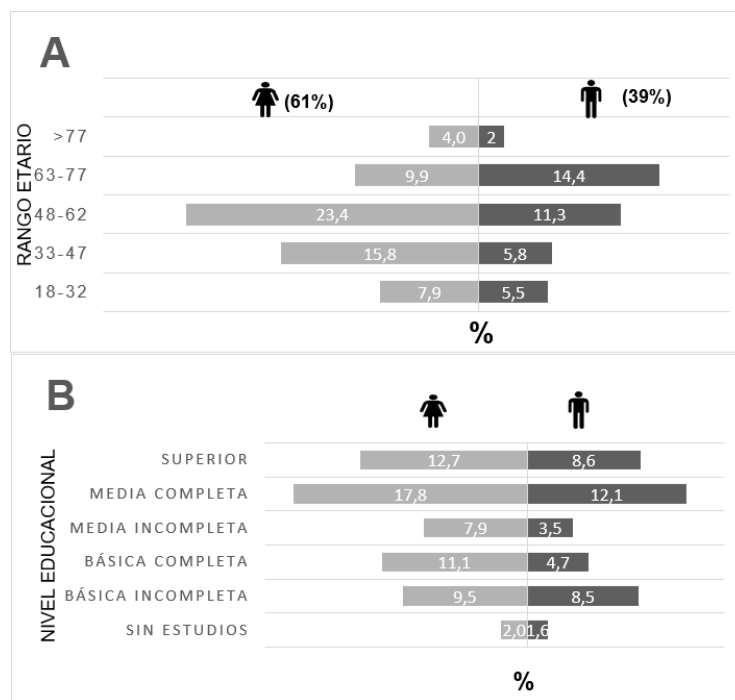 A
(61%) (39%)
RANGO ETARIO
>77 4,0 2
63-77 9,9 14,4
48-62 23,4 11,3
33-47 15,8 5,8
18-32 7,9 5,5
%
B
NIVEL EDUCACIONAL
SUPERIOR 12,7 8,6
MEDIA COMPLETA 17,8 12,1
MEDIA INCOMPLETA 7,9 3,5
BÁSICA COMPLETA 11,1 4,7
BÁSICA INCOMPLETA 9,5 8,5
SIN ESTUDIOS 2,0 1,6
%